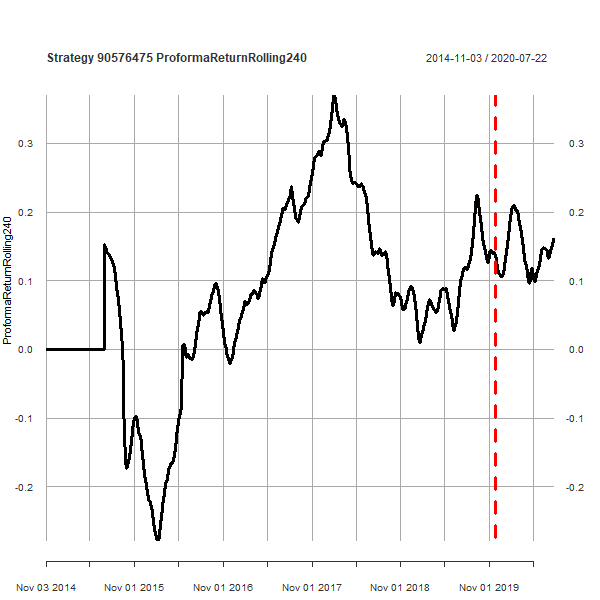 Strategy 90576475 ProformaReturnRolling240
2014-11-03 / 2020-07-22
ProformaReturnRolling240
0.3
0.2
0.1
0.0
-0.1
-0.2
0.3
0.2
0.1
0.0
-0.1
-0.2
Nov 03 2014
Nov 01 2015
Nov 01 2016
Nov 01 2017
Nov 01 2018
Nov 01 2019